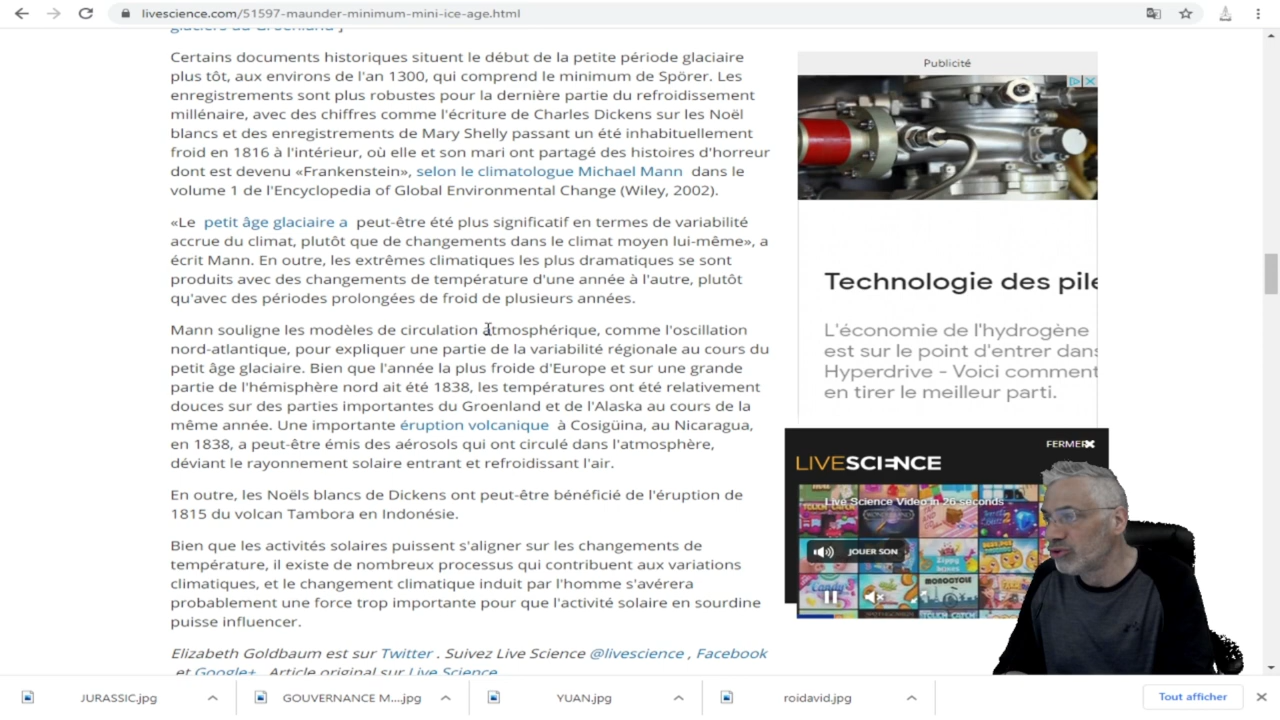 livescience.com/51597-maunder-minimum-mini-ice-age.html
Certains documents historiques situent le début de la petite période glaciaire
plus tôt, aux environs de l'an 1300, qui comprend le minimum de Spörer. Les
enregistrements sont plus robustes pour la dernière partie du refroidissement
millénaire, avec des chiffres comme l'écriture de Charles Dickens sur les Noël
blancs et des enregistrements de Mary Shelly passant un été inhabituellement
froid en 1816 à l'intérieur, où elle et son mari ont partagé des histoires d'horreur
dont est devenu «Frankenstein», selon le climatologue Michael Mann dans le
volume 1 de l'Encyclopedia of Global Environmental Change (Wiley, 2002).
«Le petit âge glaciaire a peut-être été plus significatif en termes de variabilité
accrue du climat, plutôt que de changements dans le climat moyen lui-même», a
écrit Mann. En outre, les extrêmes climatiques les plus dramatiques se sont
produits avec des changements de température d'une année à l'autre, plutôt
qu'avec des périodes prolongées de froid de plusieurs années.
Mann souligne les modèles de circulation atmosphérique, comme l'oscillation
nord-atlantique, pour expliquer une partie de la variabilité régionale au cours du
petit âge glaciaire. Bien que l'année la plus froide d'Europe et sur une grande
partie de l'hémisphère nord ait été 1838, les températures ont été relativement
douces sur des parties importantes du Groenland et de l'Alaska au cours de la
même année. Une importante éruption volcanique à Cosigüina, au Nicaragua,
en 1838, a peut-être émis des aérosols qui ont circulé dans l'atmosphère,
déviant le rayonnement solaire entrant et refroidissant l'air.
En outre, les Noëls blancs de Dickens ont peut-être bénéficié de l'éruption de
1815 du volcan Tambora en Indonésie.
Bien que les activités solaires puissent s'aligner sur les changements de
température, il existe de nombreux processus qui contribuent aux variations
climatiques, et le changement climatique induit par l'homme s'avérera
probablement une force trop importante pour que l'activité solaire en sourdine
puisse influencer.
Elizabeth Goldbaum est sur Twitter . Suivez Live Science @livescience , Facebook
et Google+ . Article original sur Live Science
Publicité
Technologie des pile
L'économie de l'hydrogène
est sur le point d'entrer dans
Hyperdrive - Voici comment
en tirer le meilleur parti.
FERMER
LIVESCIENCE
Live Science Video in 26 seconds
JOUER SON
MONOCYCLE
JURASSIC.jpg
GOUVERNANCE M....jpg
YUAN.jpg
roidavid.jpg
Tout afficher